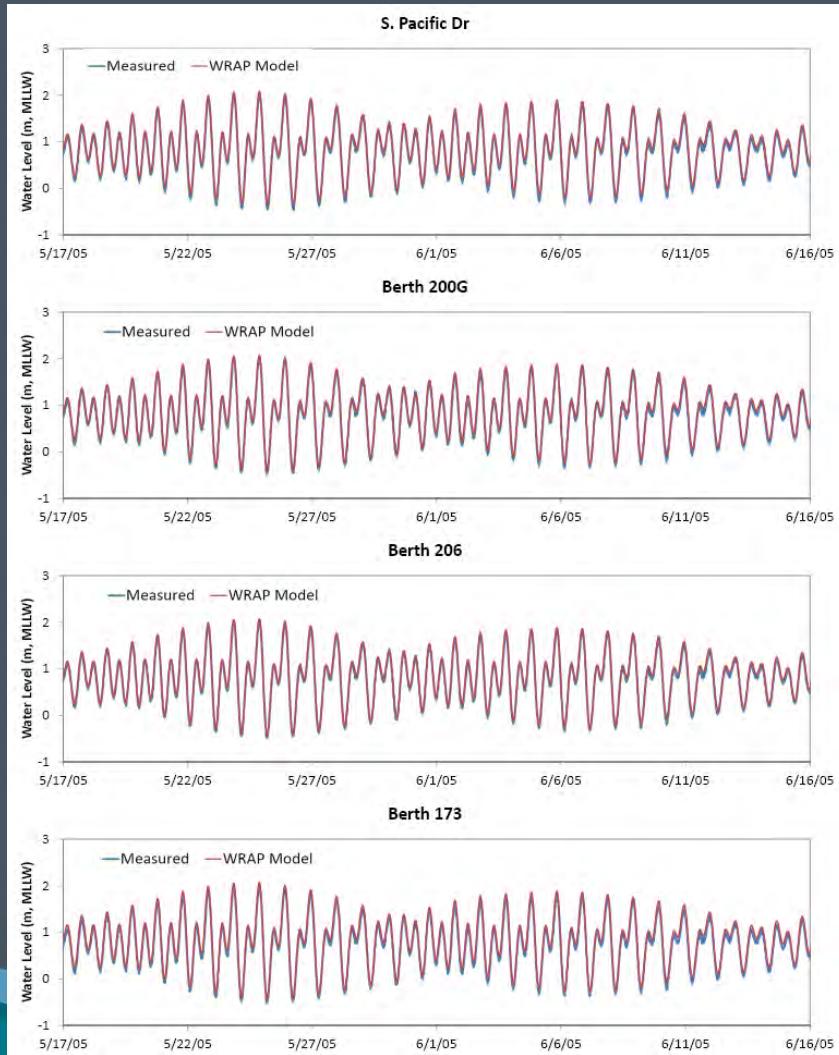 S. Pacific Dr
Measured WRAP Model
Water Level (m, MLLW)
3
2
1
0
-1
5/17/05 5/22/05 5/27/05 6/1/05 6/6/05 6/11/05 6/16/05
Berth 200G
Measured WRAP Model
Water Level (m, MLLW)
3
2
1
0
-1
5/17/05 5/22/05 5/27/05 6/1/05 6/6/05 6/11/05 6/16/05
Berth 206
Measured WRAP Model
Water Level (m, MLLW)
3
2
1
0
-1
5/17/05 5/22/05 5/27/05 6/1/05 6/6/05 6/11/05 6/16/05
Berth 173
Measured WRAP Model
Water Level (m, MLLW)
3
2
1
0
-1
5/17/05 5/22/05 5/27/05 6/1/05 6/6/05 6/11/05 6/16/05